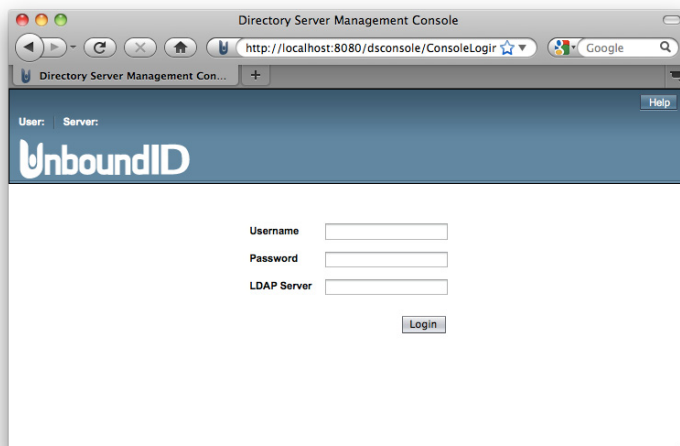 Directory Server Management Console
http://localhost:8080/dsconsole/ConsoleLogir
Google
Directory Server Management Con...
+
Help
User: Server:
UnboundID
Username
Password
LDAP Server
Login